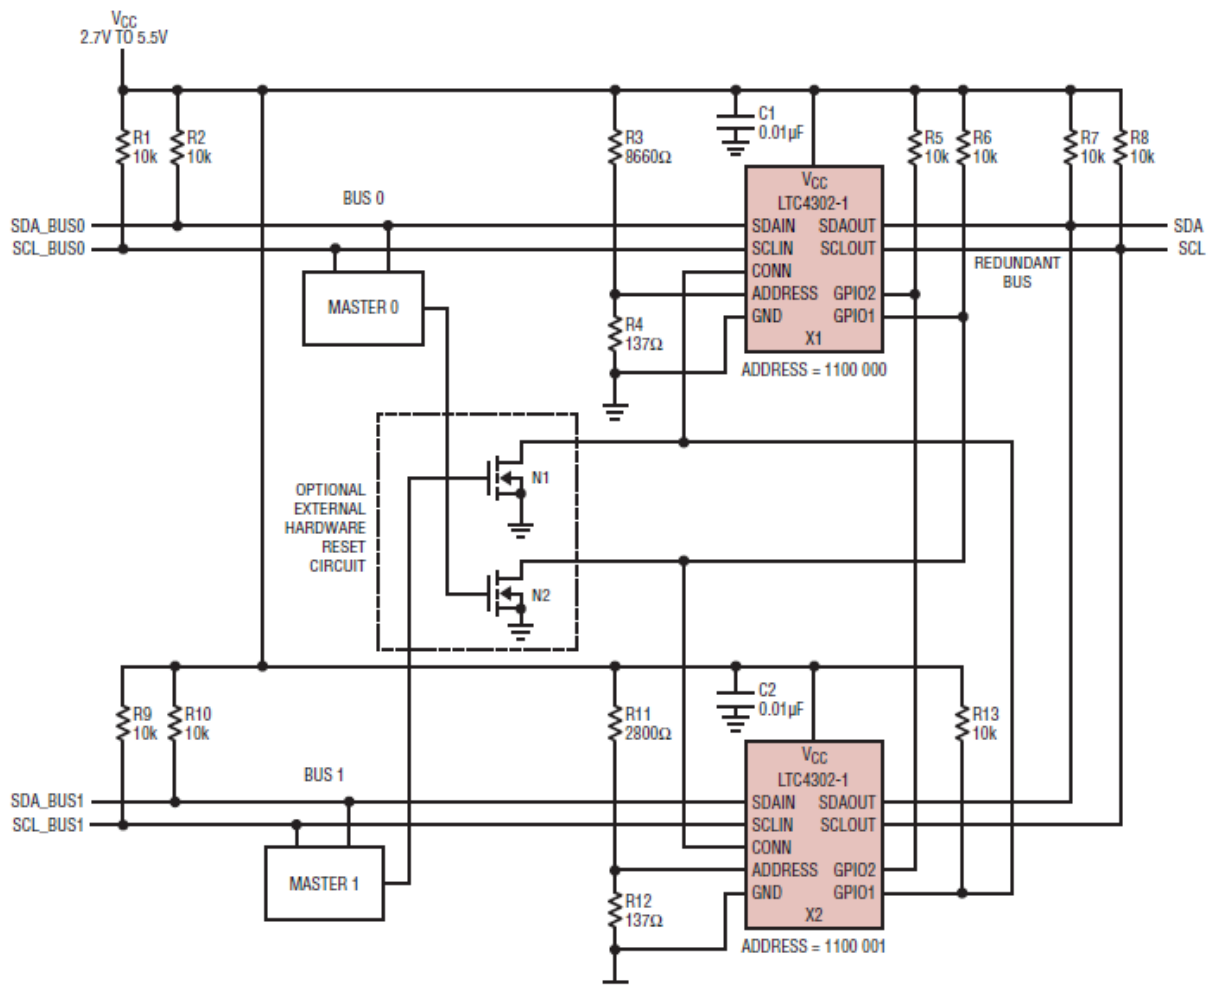 VCC
2.7V TO 5.5V
R1
10k
R2
10k
R3
8660Ω
C1
0.01µF
R5
10k
R6
10k
R7
10k
R8
10k
BUS 0
SDA_BUS0
SCL_BUS0
MASTER 0
VCC
LTC4302-1
SDAIN SDAOUT
SCLIN SCLOUT
CONN
ADDRESS GPIO2
GND GPIO1
X1
ADDRESS = 1100 000
SDA
SCL
REDUNDANT
BUS
R4
137Ω
OPTIONAL
EXTERNAL
HARDWARE
RESET
CIRCUIT
N1
N2
R9
10k
R10
10k
R11
2800Ω
C2
0.01µF
R13
10k
BUS 1
SDA_BUS1
SCL_BUS1
MASTER 1
VCC
LTC4302-1
SDAIN SDAOUT
SCLIN SCLOUT
CONN
ADDRESS GPIO2
GND GPIO1
X2
ADDRESS = 1100 001
R12
137Ω